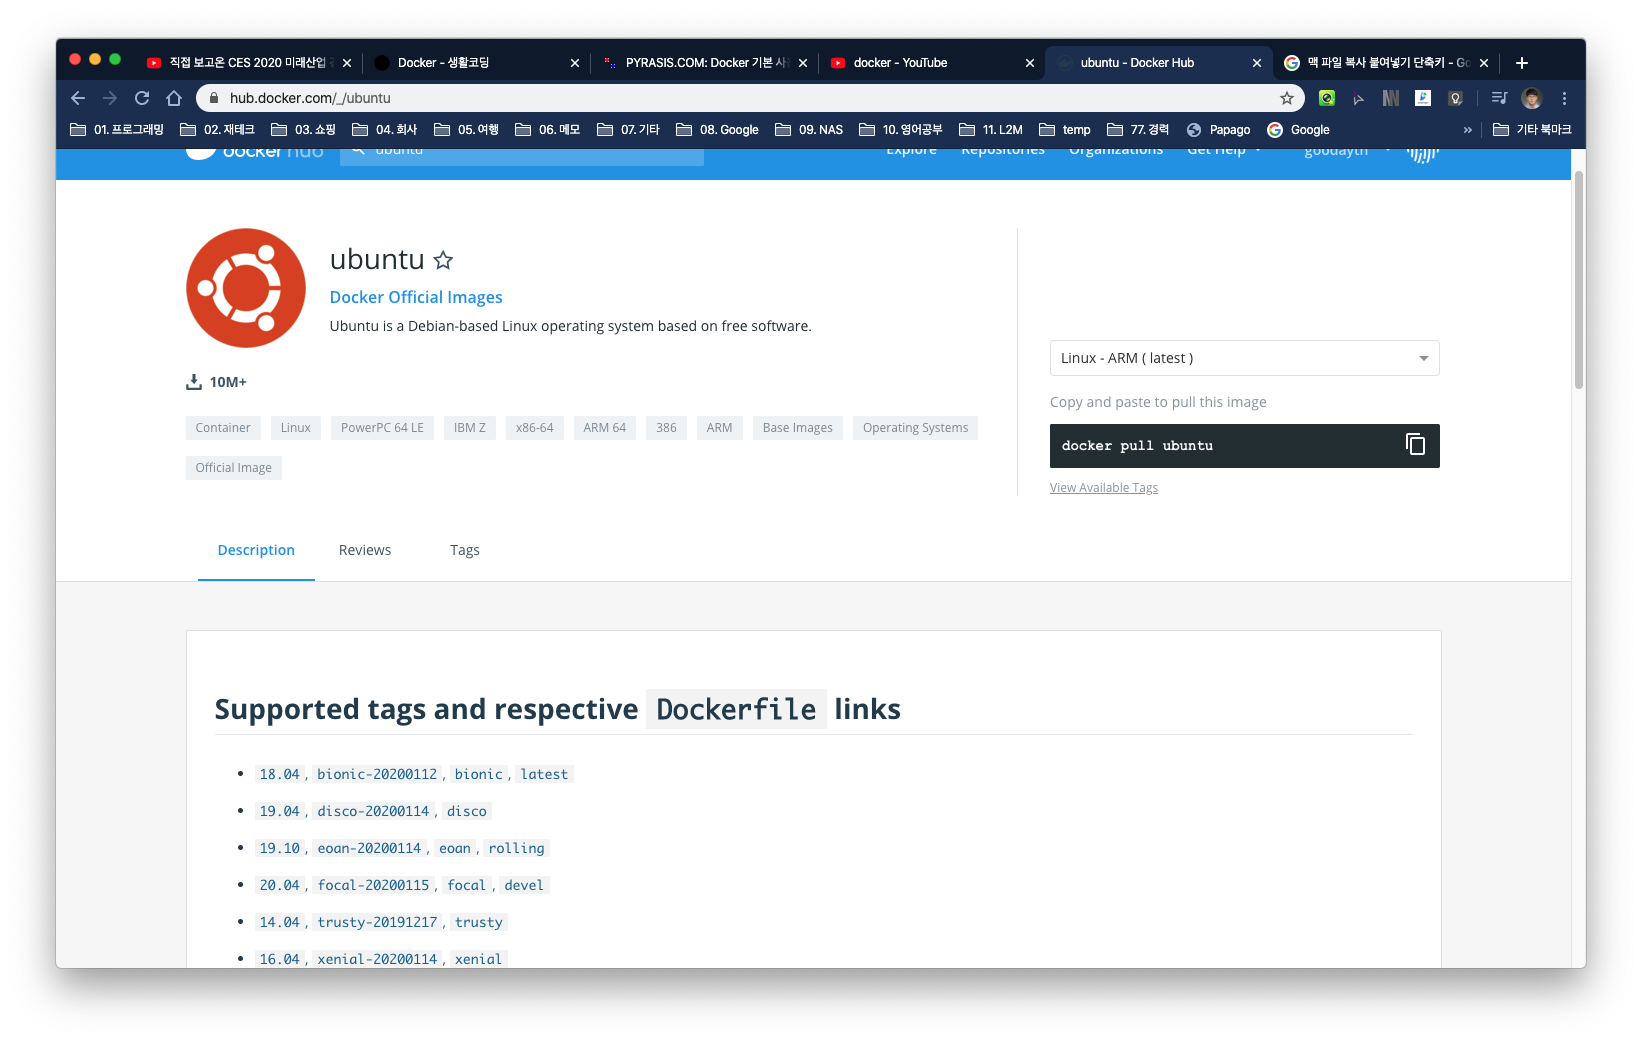 직접 보고온 CES 2020 미래산업
Docker - 생활코딩
PYRASIS.COM: Docker 기본 사
docker - YouTube
ubuntu - Docker Hub
맥 파일 복사 붙여넣기 단축키 - Go
hub.docker.com/_/ubuntu
01. 프로그래밍 02. 재테크 03. 쇼핑 04. 회사 05. 여행 06. 메모 07. 기타 08. Google 09. NAS 10. 영어공부 11. L2M temp 77. 경력 Papago Google » 기타 북마크
docker hub ubuntu Explore Repositories Organizations Get Help goodayth
ubuntu
Docker Official Images
Ubuntu is a Debian-based Linux operating system based on free software.
10M+
Container Linux PowerPC 64 LE IBM Z x86-64 ARM 64 386 ARM Base Images Operating Systems
Official Image
Linux - ARM ( latest )
Copy and paste to pull this image
docker pull ubuntu
View Available Tags
Description Reviews Tags
Supported tags and respective Dockerfile links
• 18.04, bionic-20200112, bionic, latest
• 19.04, disco-20200114, disco
• 19.10, eoan-20200114, eoan, rolling
• 20.04, focal-20200115, focal, devel
• 14.04, trusty-20191217, trusty
• 16.04, xenial-20200114, xenial